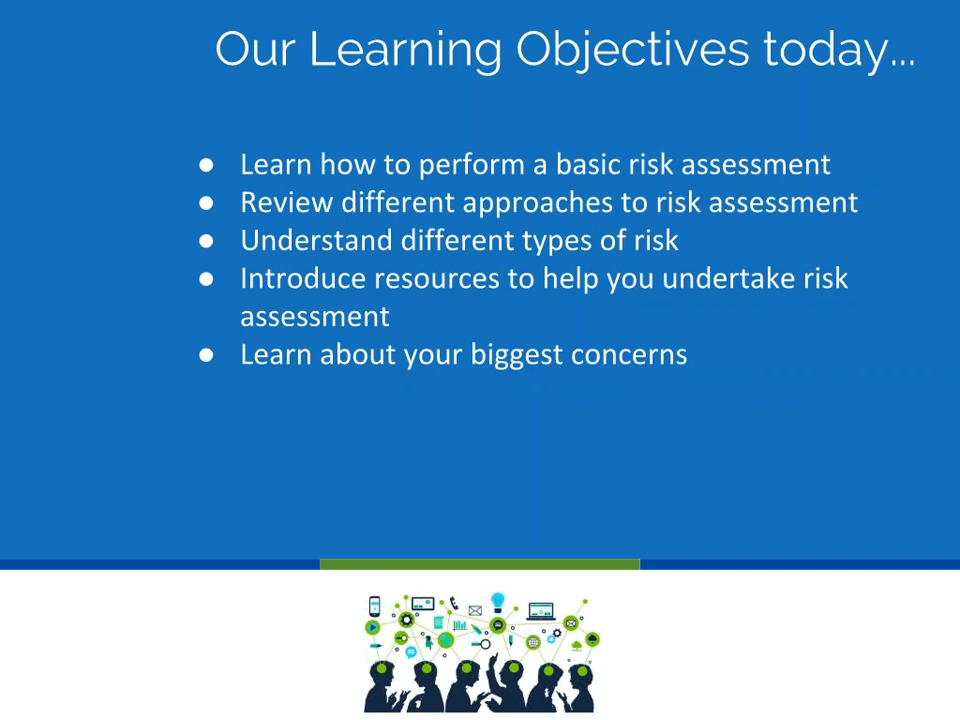 Our Learning Objectives today...
● Learn how to perform a basic risk assessment
● Review different approaches to risk assessment
● Understand different types of risk
● Introduce resources to help you undertake risk
assessment
● Learn about your biggest concerns